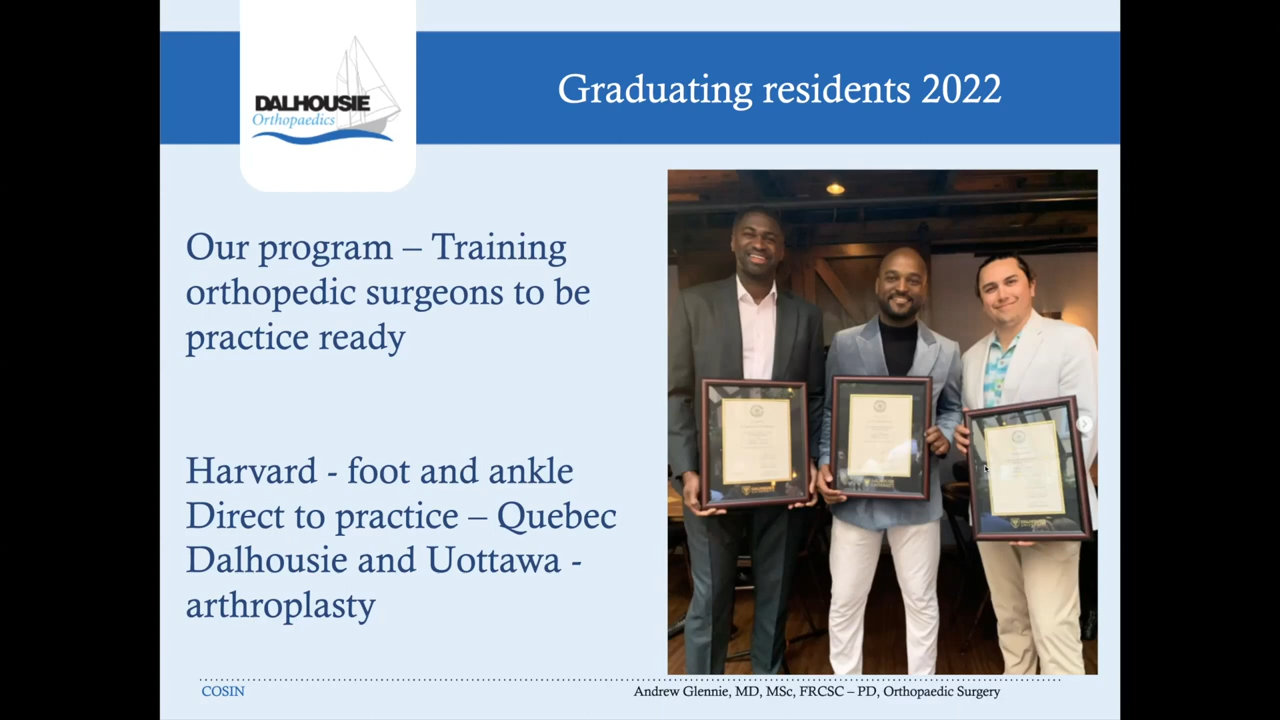 DALHOUSIE
Orthopaedics
Graduating residents 2022
Our program – Training
orthopedic surgeons to be
practice ready
Harvard - foot and ankle
Direct to practice – Quebec
Dalhousie and Uottawa -
arthroplasty
COSIN
Andrew Glennie, MD, MSc, FRCSC – PD, Orthopaedic Surgery